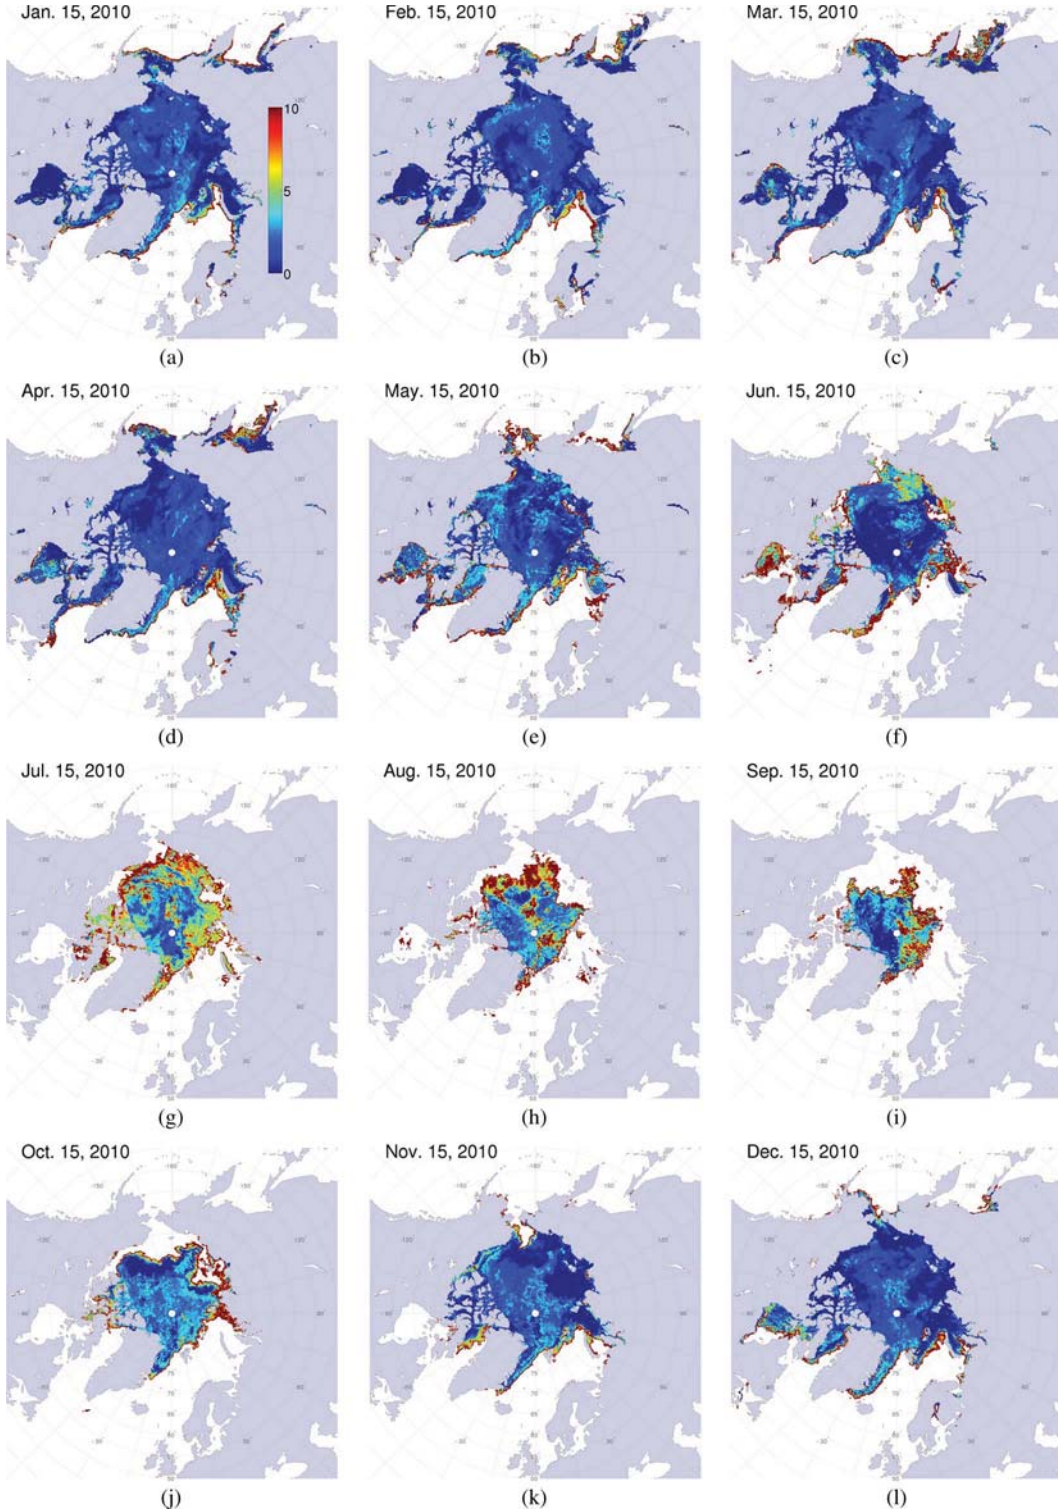 Jan. 15, 2010
Feb. 15, 2010
Mar. 15, 2010
10
5
0
(a)
(b)
(c)
Apr. 15, 2010
May. 15, 2010
Jun. 15, 2010
(d)
(e)
(f)
Jul. 15, 2010
Aug. 15, 2010
Sep. 15, 2010
(g)
(h)
(i)
Oct. 15, 2010
Nov. 15, 2010
Dec. 15, 2010
(j)
(k)
(l)